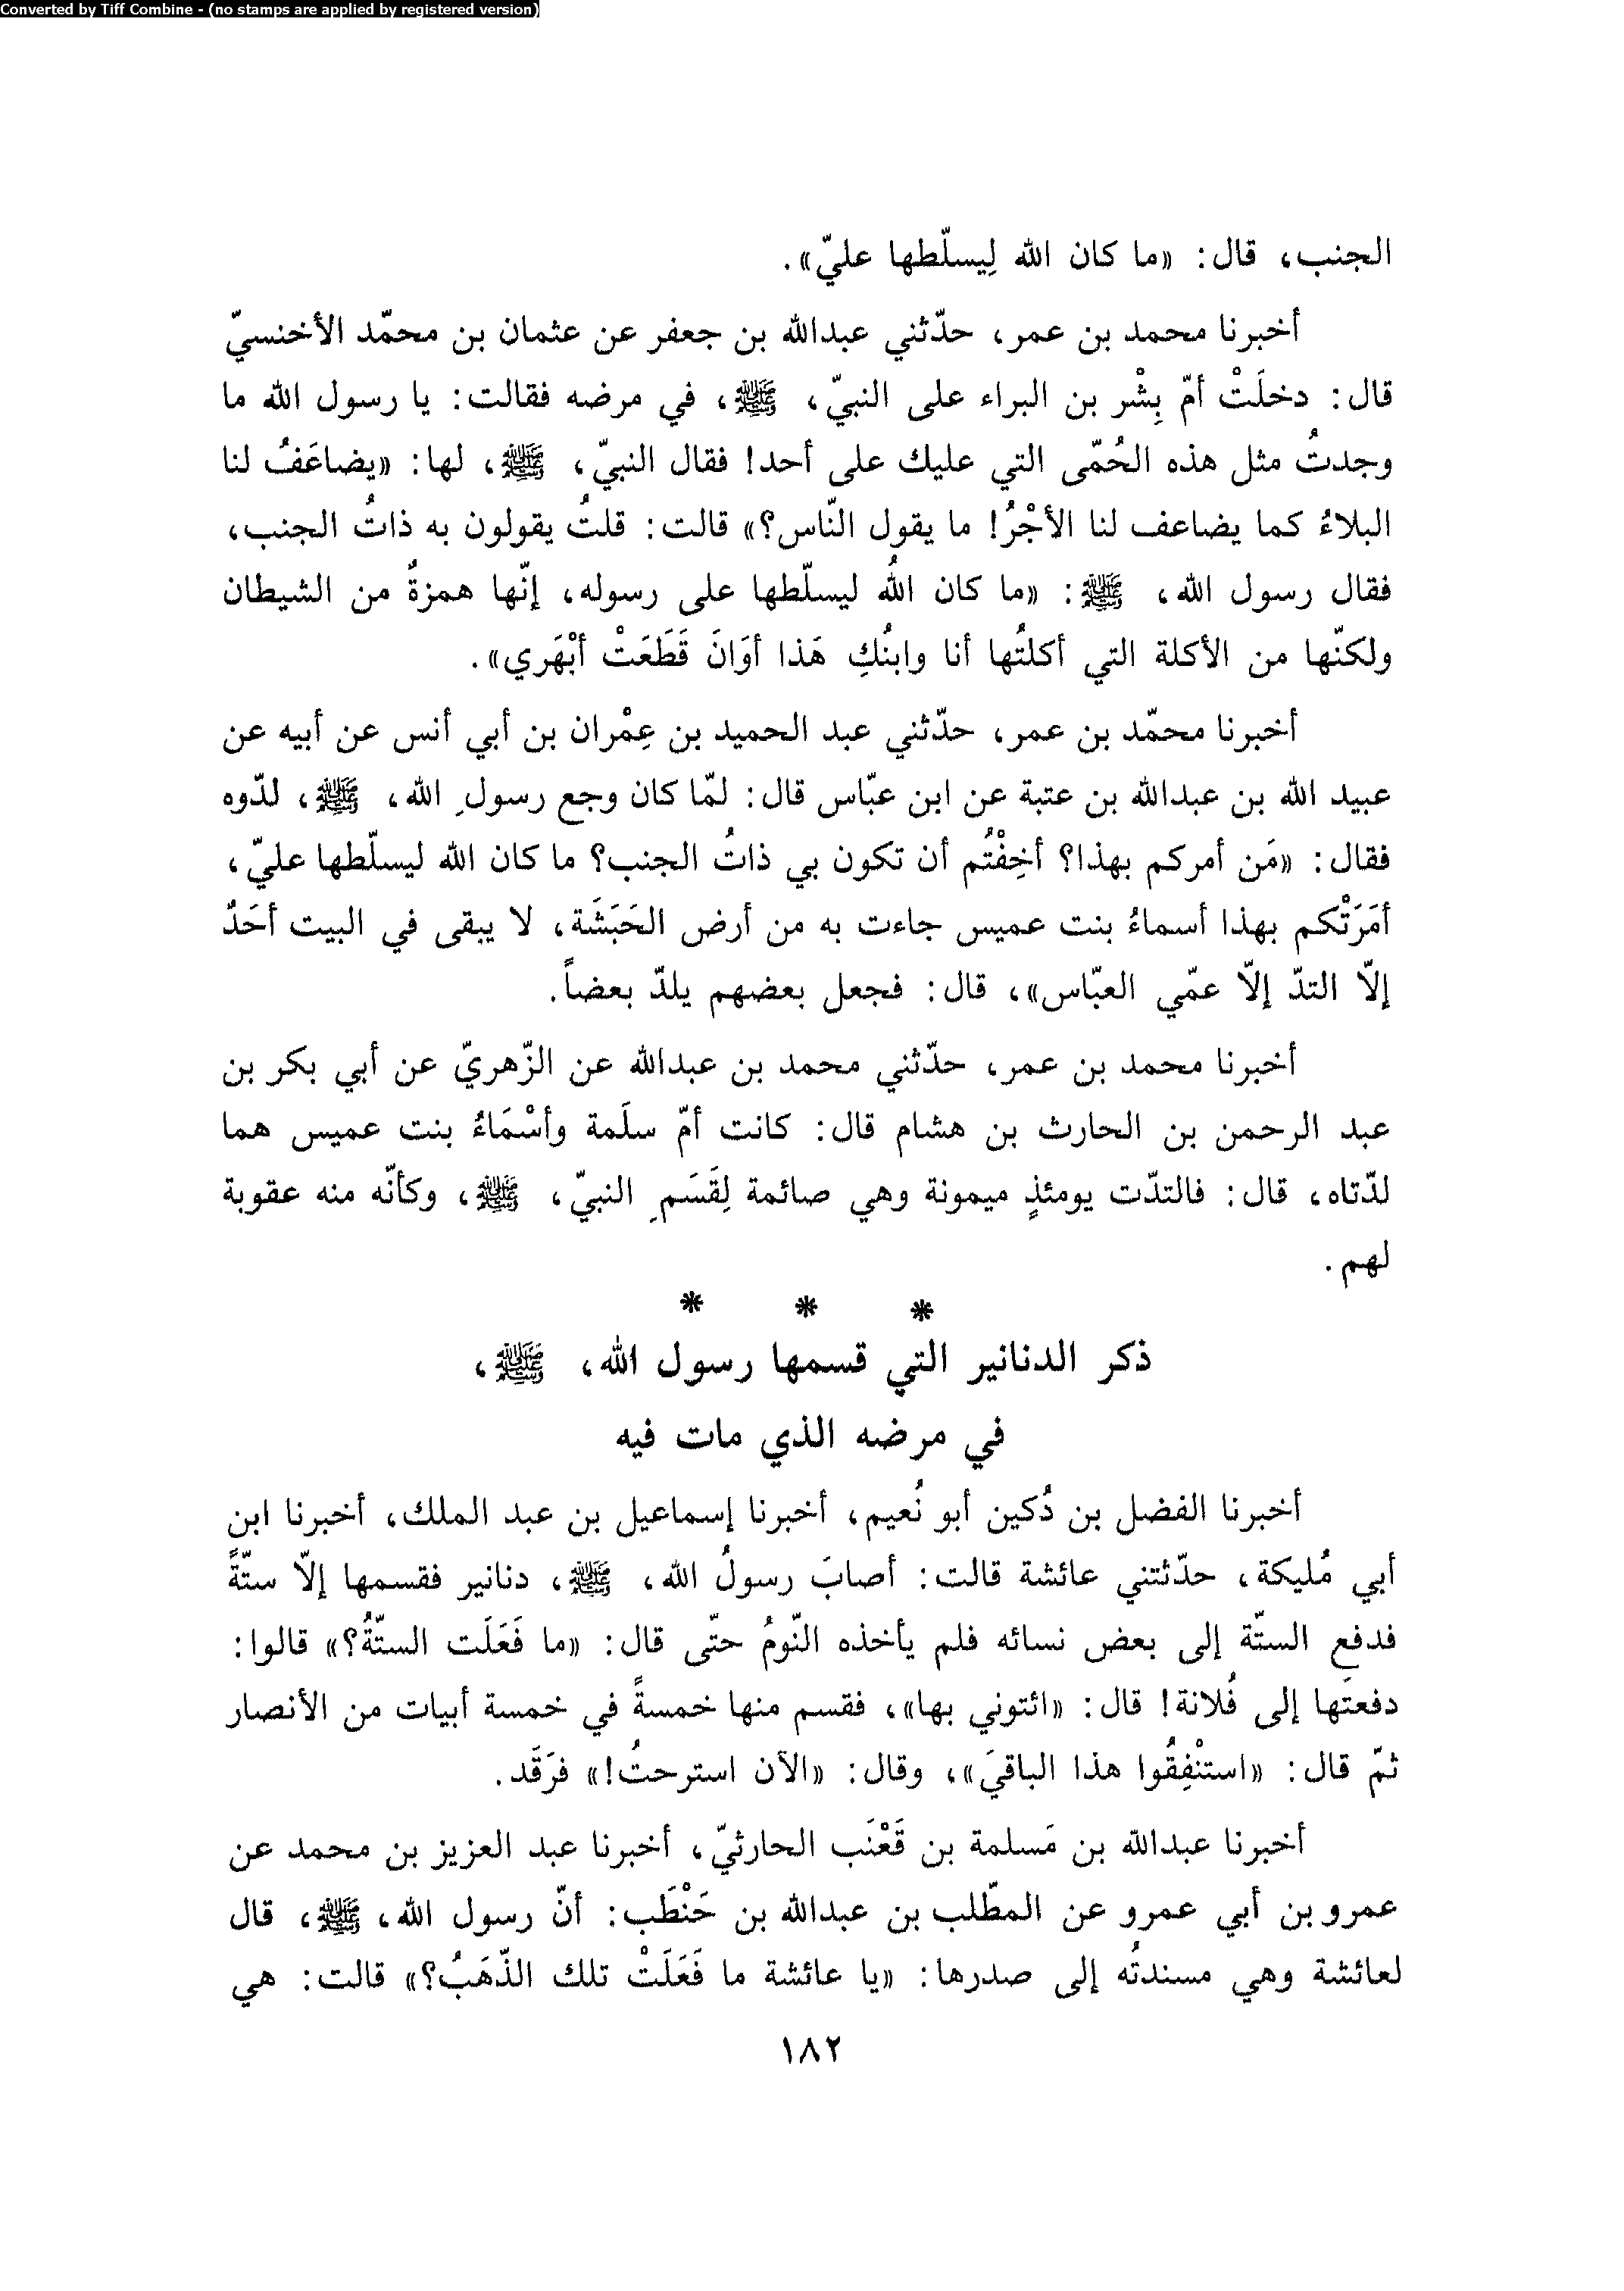 Converted by Tiff Combine - (no stamps are applied by registered version)
الجنب، قال: «ما كان الله لِيسلّطها عليّ».
أخبرنا محمد بن عمر، حدّثني عبدالله بن جعفر عن عثمان بن محمّد الأخنسيّ
قال: دخلَتْ أمّ بِشْر بن البراء على النبيّ، ﷺ، في مرضه فقالت: يا رسول الله ما
وجدتُ مثل هذه الحُمّى التي عليك على أحد! فقال النبيّ، ﷺ، لها: «يضاعَفُ لنا
البلاءُ كما يضاعف لنا الأجْرُ! ما يقول النّاس؟» قالت: قلتُ يقولون به ذاتُ الجنب،
فقال رسول الله، ﷺ: «ما كان اللهُ ليسلّطها على رسوله، إنّها همزةٌ من الشيطان
ولكنّها من الأكلة التي أكلتُها أنا وابنُكِ هَذا أوَانَ قَطَعَتْ أبْهَري».
أخبرنا محمّد بن عمر، حدّثني عبد الحميد بن عِمْران بن أبي أنس عن أبيه عن
عبيد الله بن عبدالله بن عتبة عن ابن عبّاس قال: لمّا كان وجع رسولِ الله، ﷺ، لدّوه
فقال: «مَن أمركم بهذا؟ أخِفْتُم أن تكون بي ذاتُ الجنب؟ ما كان الله ليسلّطها عليّ،
أمَرَتْكم بهذا أسماءُ بنت عميس جاءت به من أرض الحَبَشَة، لا يبقى في البيت أحَدٌ
إلّا التدّ إلّا عمّي العبّاس»، قال: فجعل بعضهم يلدّ بعضاً.
أخبرنا محمد بن عمر، حدّثني محمد بن عبدالله عن الزّهريّ عن أبي بكر بن
عبد الرحمن بن الحارث بن هشام قال: كانت أمّ سلَمة وأسْمَاءُ بنت عميس هما
لدّتاه، قال: فالتدّت يومئذٍ ميمونة وهي صائمة لِقَسَمِ النبيّ، ﷺ، وكأنّه منه عقوبة
لهم.
* * *
ذكر الدنانير التي قسمها رسول الله، ﷺ،
في مرضه الذي مات فيه
أخبرنا الفضل بن دُكين أبو نُعيم، أخبرنا إسماعيل بن عبد الملك، أخبرنا ابن
أبي مُليكة، حدّثتني عائشة قالت: أصابَ رسولُ الله، ﷺ، دنانير فقسمها إلّا ستّةً
فدفع الستّة إلى بعض نسائه فلم يأخذه النّومُ حتّى قال: «ما فَعَلَت الستّةُ؟» قالوا:
دفعتَها إلى فُلانة! قال: «ائتوني بها»، فقسم منها خمسةً في خمسة أبيات من الأنصار
ثمّ قال: «استنْفِقُوا هذا الباقيَ»، وقال: «الآن استرحتُ!» فرَقَد.
أخبرنا عبدالله بن مَسلمة بن قَعْنَب الحارثيّ، أخبرنا عبد العزيز بن محمد عن
عمرو بن أبي عمرو عن المطّلب بن عبدالله بن حَنْطَب: أنّ رسول الله، ﷺ، قال
لعائشة وهي مسندتُه إلى صدرها: «يا عائشة ما فَعَلَتْ تلك الذّهَبُ؟» قالت: هي
١٨٢